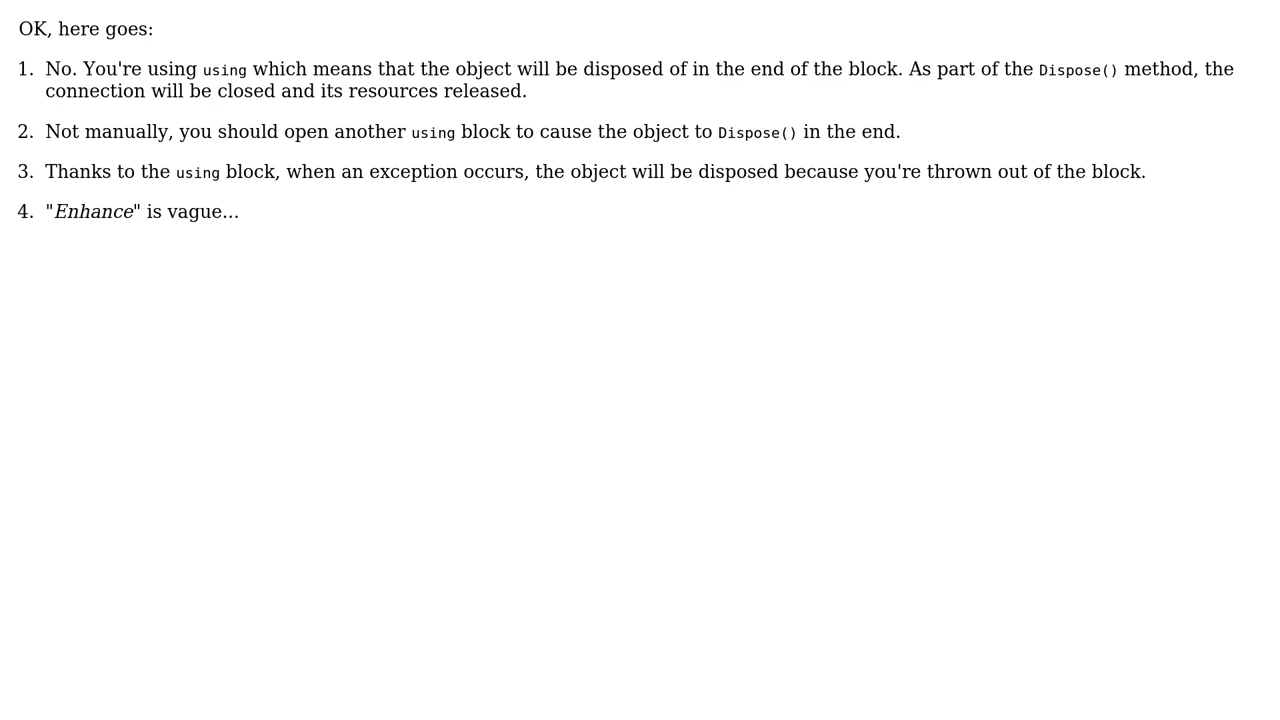 OK, here goes:
1. No. You're using using which means that the object will be disposed of in the end of the block. As part of the Dispose() method, the
connection will be closed and its resources released.
2. Not manually, you should open another using block to cause the object to Dispose() in the end.
3. Thanks to the using block, when an exception occurs, the object will be disposed because you're thrown out of the block.
4. "Enhance" is vague...